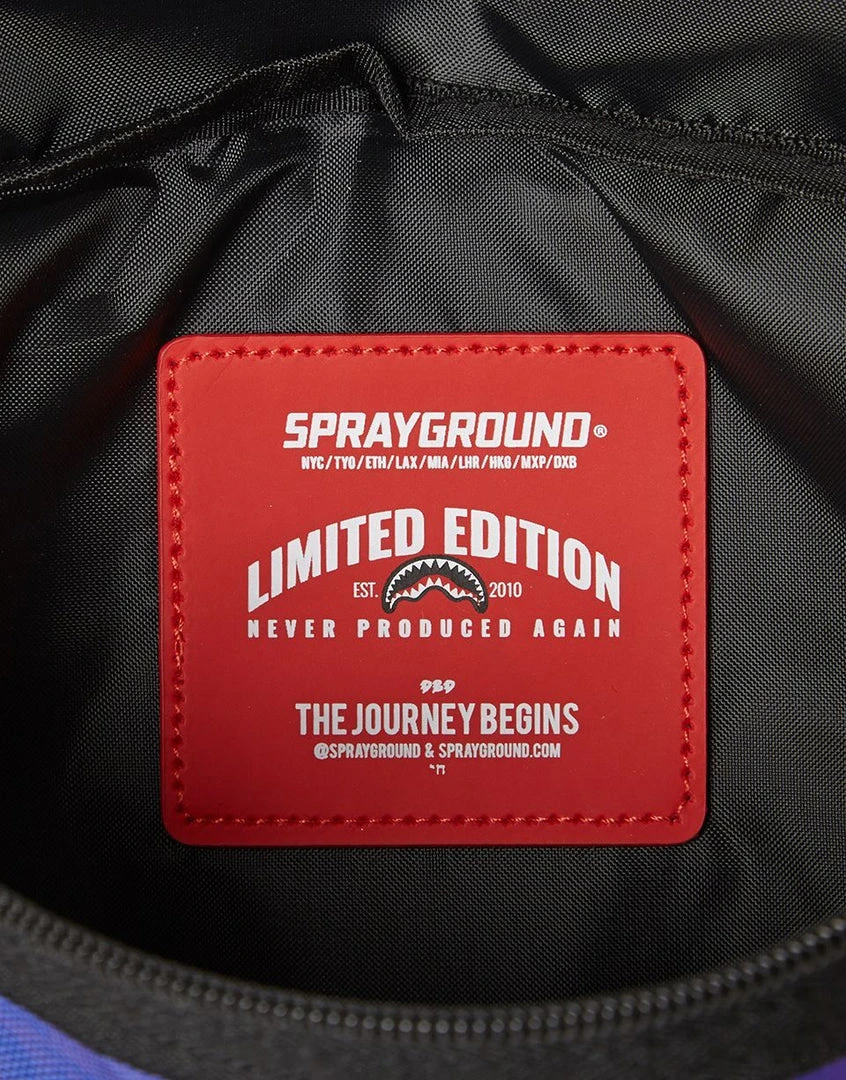 SPRAYGROUND®
NYC/TYO/ETH/LAX/MIA/LHR/HKG/MXP/DXB
LIMITED EDITION
EST. 2010
NEVER PRODUCED AGAIN
THE JOURNEY BEGINS
@SPRAYGROUND & SPRAYGROUND.COM